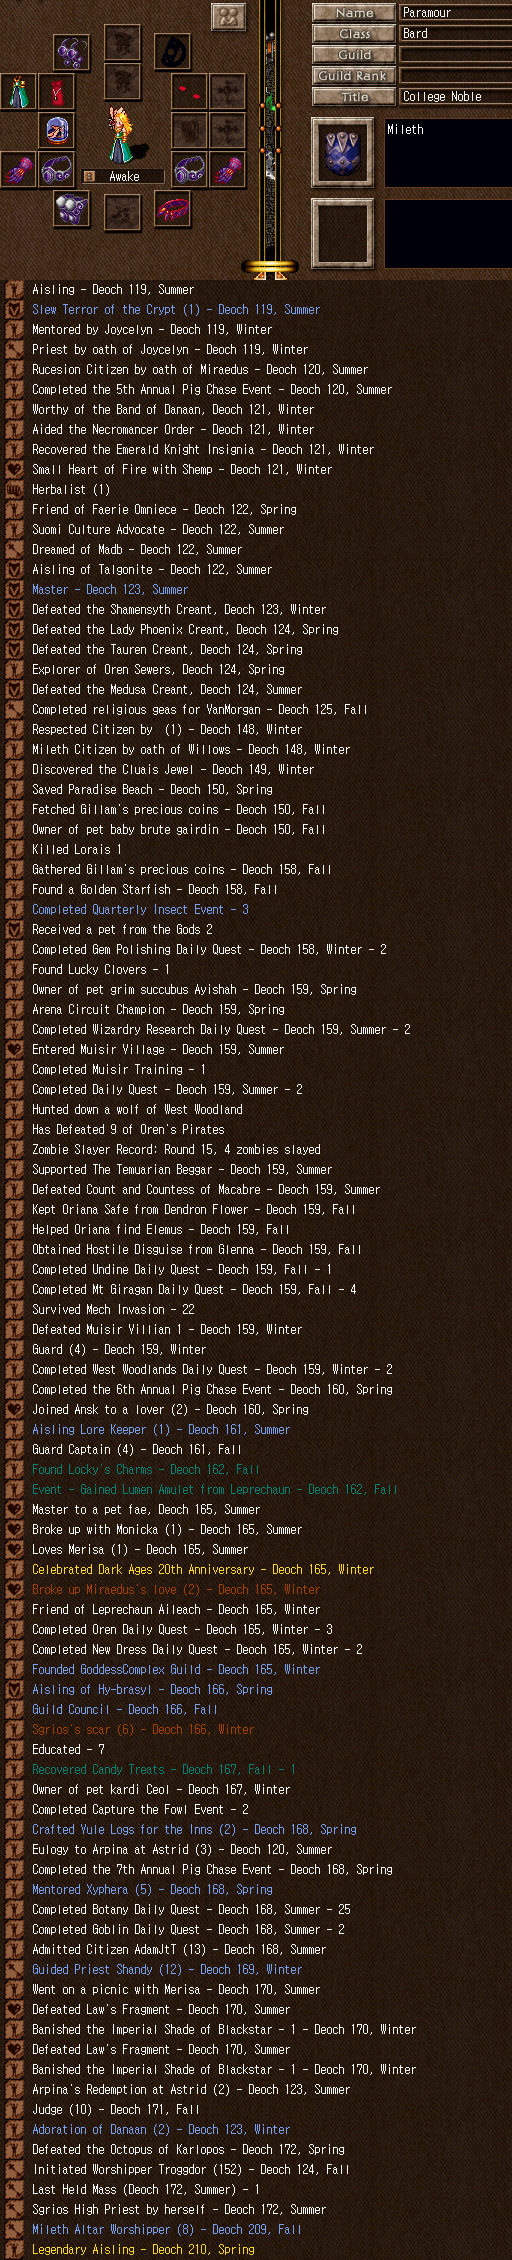 Name Paramour
Class Bard
Guild
Guild Rank
Title College Noble
Mileth
Awake
Aisling - Deoch 119, Summer
Slew Terror of the Crypt (1) - Deoch 119, Summer
Mentored by Joycelyn - Deoch 119, Winter
Priest by oath of Joycelyn - Deoch 119, Winter
Rucesion Citizen by oath of Miraedus - Deoch 120, Summer
Completed the 5th Annual Pig Chase Event - Deoch 120, Summer
Worthy of the Band of Danaan, Deoch 121, Winter
Aided the Necromancer Order - Deoch 121, Winter
Recovered the Emerald Knight Insignia - Deoch 121, Winter
Small Heart of Fire with Shemp - Deoch 121, Winter
Herbalist (1)
Friend of Faerie Omniece - Deoch 122, Spring
Suomi Culture Advocate - Deoch 122, Summer
Dreamed of Madb - Deoch 122, Summer
Aisling of Talgonite - Deoch 122, Summer
Master - Deoch 123, Summer
Defeated the Shamensyth Creant, Deoch 123, Winter
Defeated the Lady Phoenix Creant, Deoch 124, Spring
Defeated the Tauren Creant, Deoch 124, Spring
Explorer of Oren Sewers, Deoch 124, Spring
Defeated the Medusa Creant, Deoch 124, Summer
Completed religious geas for VanMorgan - Deoch 125, Fall
Respected Citizen by  (1) - Deoch 148, Winter
Mileth Citizen by oath of Willows - Deoch 148, Winter
Discovered the Cluais Jewel - Deoch 149, Winter
Saved Paradise Beach - Deoch 150, Spring
Fetched Gillam's precious coins - Deoch 150, Fall
Owner of pet baby brute gairdin - Deoch 150, Fall
Killed Lorais 1
Gathered Gillam's precious coins - Deoch 158, Fall
Found a Golden Starfish - Deoch 158, Fall
Completed Quarterly Insect Event - 3
Received a pet from the Gods 2
Completed Gem Polishing Daily Quest - Deoch 158, Winter - 2
Found Lucky Clovers - 1
Owner of pet grim succubus Ayishah - Deoch 159, Spring
Arena Circuit Champion - Deoch 159, Spring
Completed Wizardry Research Daily Quest - Deoch 159, Summer - 2
Entered Muisir Village - Deoch 159, Summer
Completed Muisir Training - 1
Completed Daily Quest - Deoch 159, Summer - 2
Hunted down a wolf of West Woodland
Has Defeated 9 of Oren's Pirates
Zombie Slayer Record: Round 15, 4 zombies slayed
Supported The Temuarian Beggar - Deoch 159, Summer
Defeated Count and Countess of Macabre - Deoch 159, Summer
Kept Oriana Safe from Dendron Flower - Deoch 159, Fall
Helped Oriana find Elemus - Deoch 159, Fall
Obtained Hostile Disguise from Glenna - Deoch 159, Fall
Completed Undine Daily Quest - Deoch 159, Fall - 1
Completed Mt Giragan Daily Quest - Deoch 159, Fall - 4
Survived Mech Invasion - 22
Defeated Muisir Villian 1 - Deoch 159, Winter
Guard (4) - Deoch 159, Winter
Completed West Woodlands Daily Quest - Deoch 159, Winter - 2
Completed the 6th Annual Pig Chase Event - Deoch 160, Spring
Joined Ansk to a lover (2) - Deoch 160, Spring
Aisling Lore Keeper (1) - Deoch 161, Summer
Guard Captain (4) - Deoch 161, Fall
Found Locky's Charms - Deoch 162, Fall
Event - Gained Lumen Amulet from Leprechaun - Deoch 162, Fall
Master to a pet fae, Deoch 165, Summer
Broke up with Monicka (1) - Deoch 165, Summer
Loves Merisa (1) - Deoch 165, Summer
Celebrated Dark Ages 20th Anniversary - Deoch 165, Winter
Broke up Miraedus's love (2) - Deoch 165, Winter
Friend of Leprechaun Aileach - Deoch 165, Winter
Completed Oren Daily Quest - Deoch 165, Winter - 3
Completed New Dress Daily Quest - Deoch 165, Winter - 2
Founded GoddessComplex Guild - Deoch 165, Winter
Aisling of Hy-brasyl - Deoch 166, Spring
Guild Council - Deoch 166, Fall
Sgrios's scar (6) - Deoch 166, Winter
Educated - 7
Recovered Candy Treats - Deoch 167, Fall - 1
Owner of pet kardi Ceol - Deoch 167, Winter
Completed Capture the Fowl Event - 2
Crafted Yule Logs for the Inns (2) - Deoch 168, Spring
Eulogy to Arpina at Astrid (3) - Deoch 120, Summer
Completed the 7th Annual Pig Chase Event - Deoch 168, Spring
Mentored Xyphera (5) - Deoch 168, Spring
Completed Botany Daily Quest - Deoch 168, Summer - 25
Completed Goblin Daily Quest - Deoch 168, Summer - 2
Admitted Citizen AdamJtT (13) - Deoch 168, Summer
Guided Priest Shandy (12) - Deoch 169, Winter
Went on a picnic with Merisa - Deoch 170, Summer
Defeated Law's Fragment - Deoch 170, Summer
Banished the Imperial Shade of Blackstar - 1 - Deoch 170, Winter
Defeated Law's Fragment - Deoch 170, Summer
Banished the Imperial Shade of Blackstar - 1 - Deoch 170, Winter
Arpina's Redemption at Astrid (2) - Deoch 123, Summer
Judge (10) - Deoch 171, Fall
Adoration of Danaan (2) - Deoch 123, Winter
Defeated the Octopus of Karlopos - Deoch 172, Spring
Initiated Worshipper Troggdor (152) - Deoch 124, Fall
Last Held Mass (Deoch 172, Summer) - 1
Sgrios High Priest by herself - Deoch 172, Summer
Mileth Altar Worshipper (8) - Deoch 209, Fall
Legendary Aisling - Deoch 210, Spring